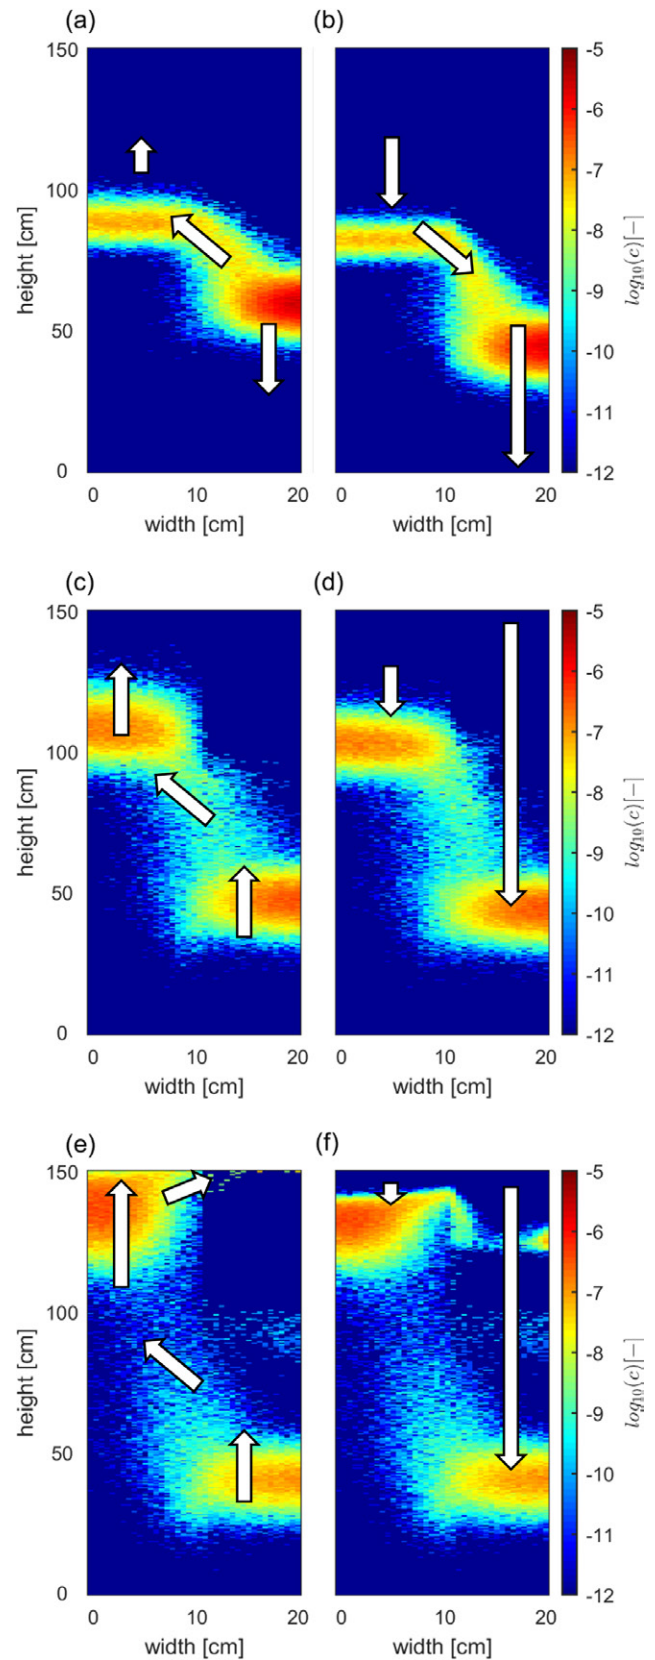 (a) (b)
150
100
50
0
height [cm]
0 10 20
width [cm]
0 10 20
width [cm]
-5
-6
-7
-8
-9
-10
-11
-12
log₁₀(c)[−]
(c) (d)
150
100
50
0
height [cm]
0 10 20
width [cm]
0 10 20
width [cm]
-5
-6
-7
-8
-9
-10
-11
-12
log₁₀(c)[−]
(e) (f)
150
100
50
0
height [cm]
0 10 20
width [cm]
0 10 20
width [cm]
-5
-6
-7
-8
-9
-10
-11
-12
log₁₀(c)[−]